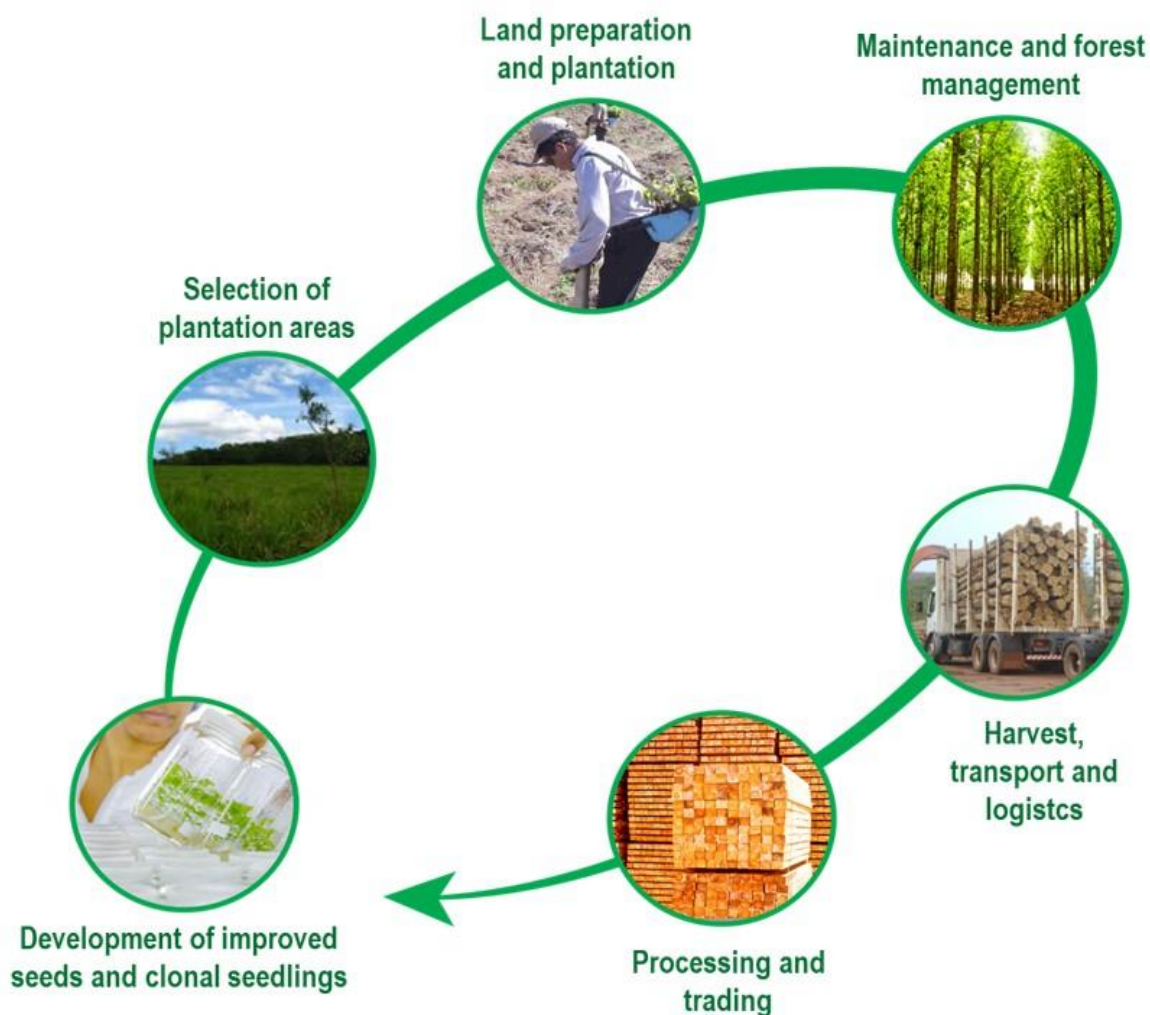 Land preparation
and plantation
Maintenance and forest
management
Selection of
plantation areas
Harvest,
transport and
logistcs
Development of improved
seeds and clonal seedlings
Processing and
trading